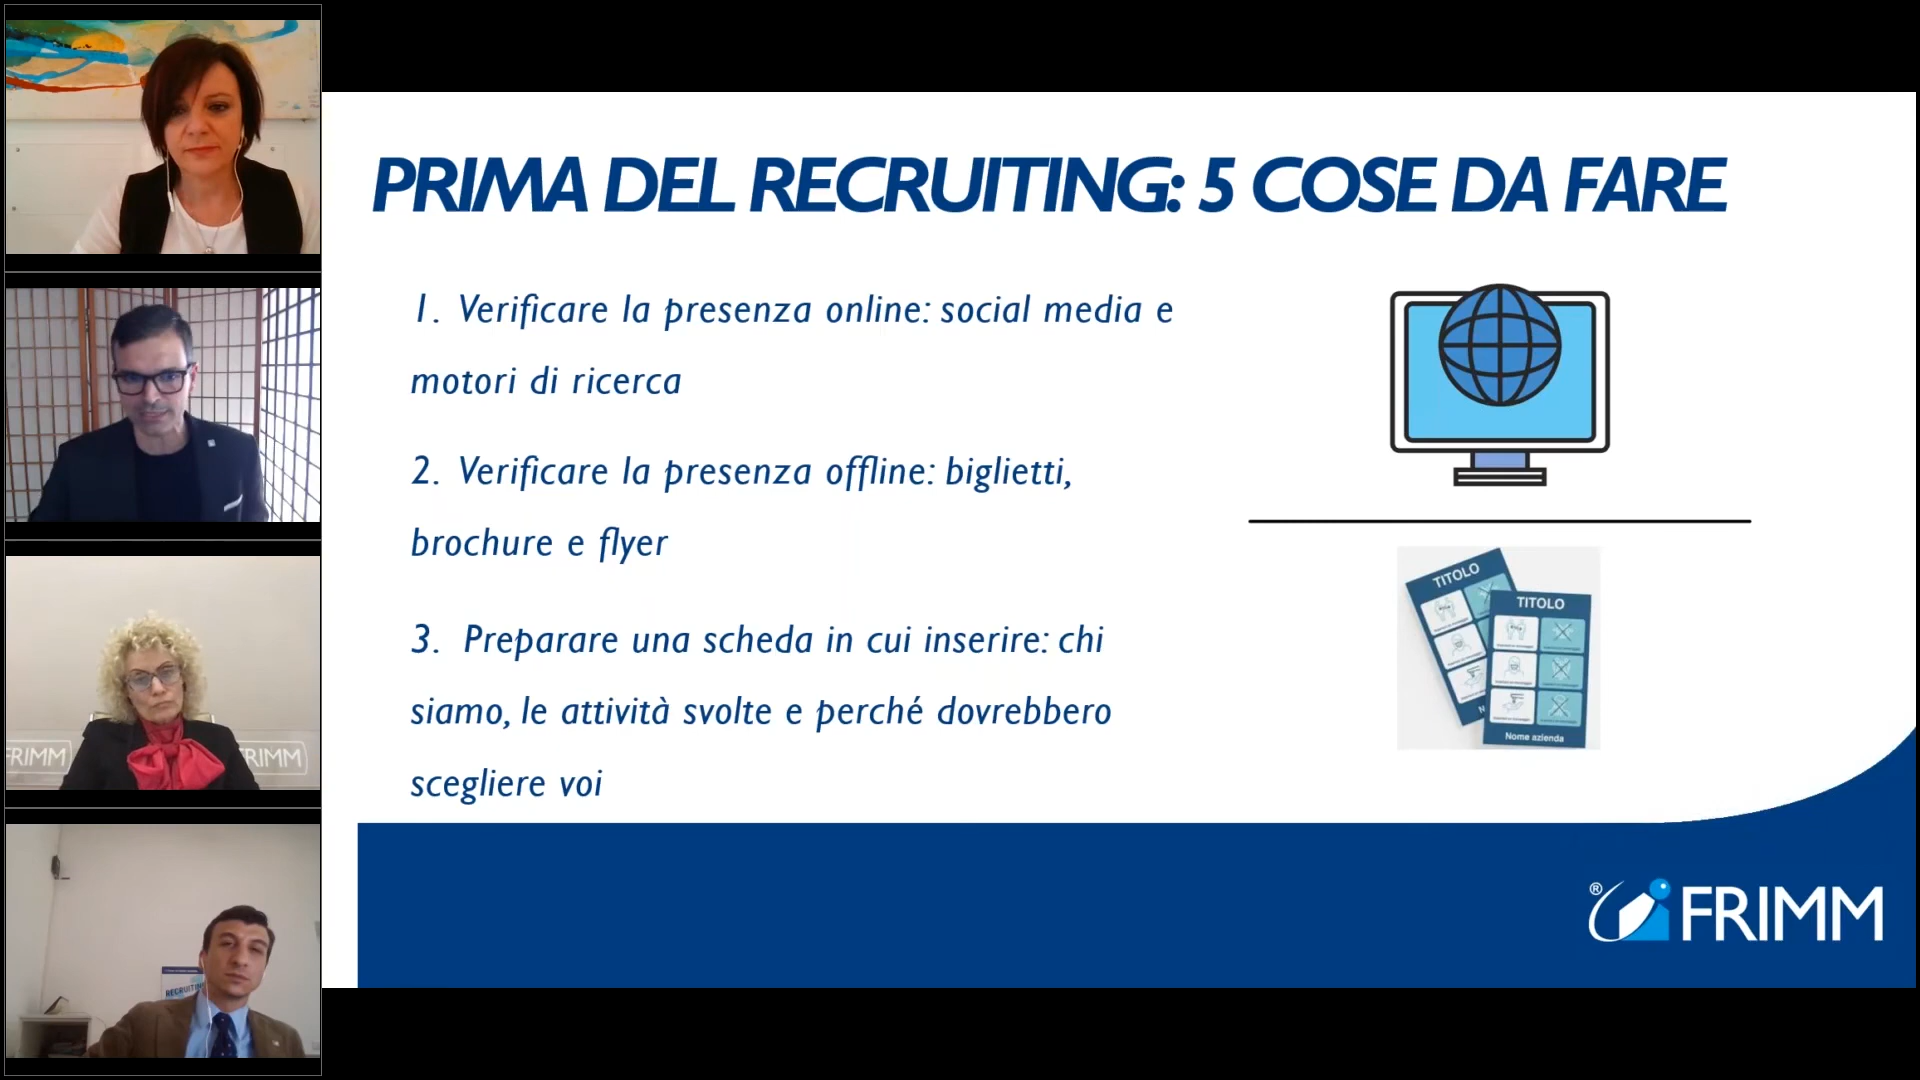 PRIMA DEL RECRUITING: 5 COSE DA FARE
1. Verificare la presenza online: social media e
motori di ricerca
2. Verificare la presenza offline: biglietti,
brochure e flyer
3. Preparare una scheda in cui inserire: chi
siamo, le attività svolte e perché dovrebbero
scegliere voi
TITOLO
TITOLO
Nome azienda
® FRIMM
FRIMM
FRIMM